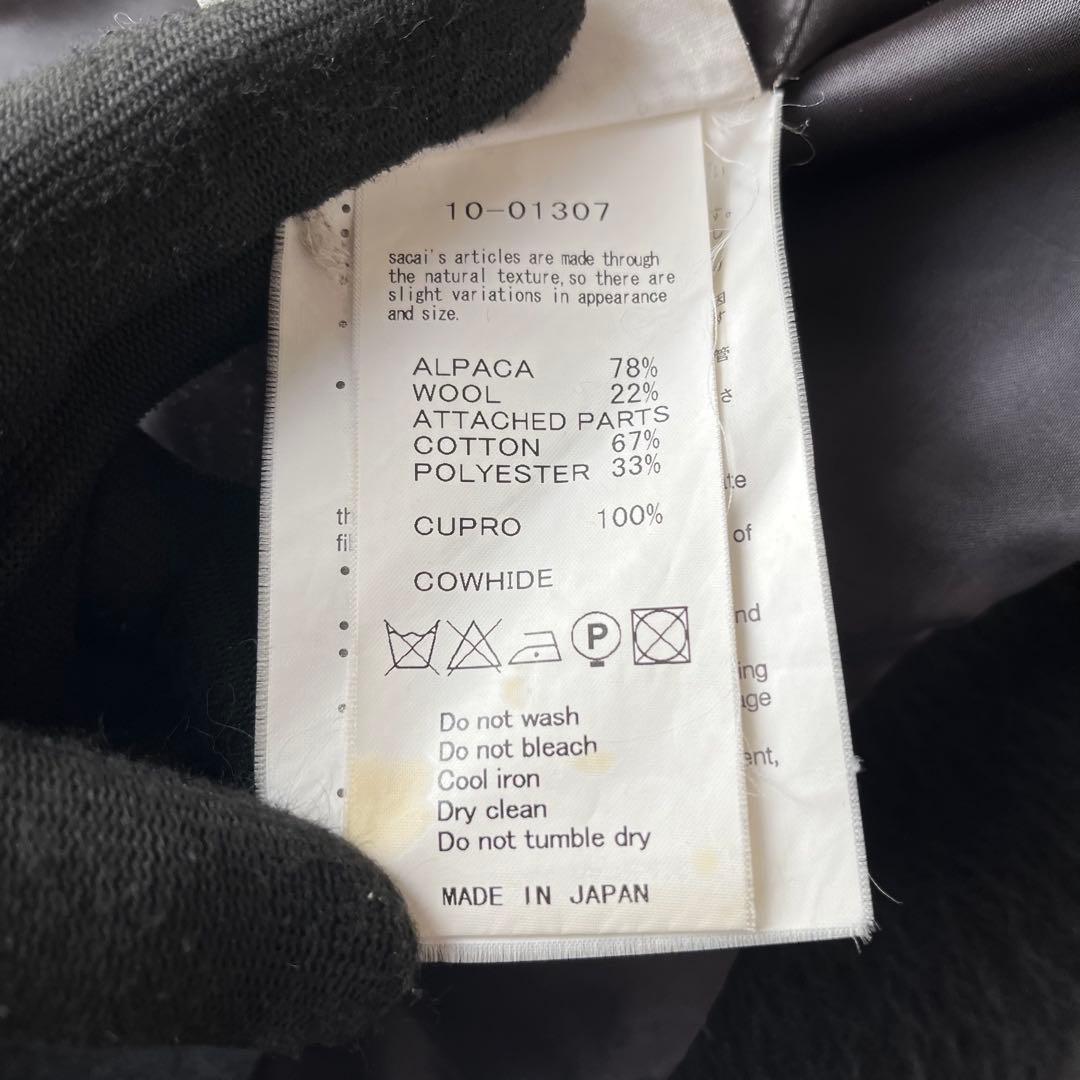 10-01307
sacai's articles are made through
the natural texture, so there are
slight variations in appearance
and size.
ALPACA 78%
WOOL 22%
ATTACHED PARTS
COTTON 67%
POLYESTER 33%
CUPRO 100%
COWHIDE
P
Do not wash
Do not bleach
Cool iron
Dry clean
Do not tumble dry
MADE IN JAPAN
of